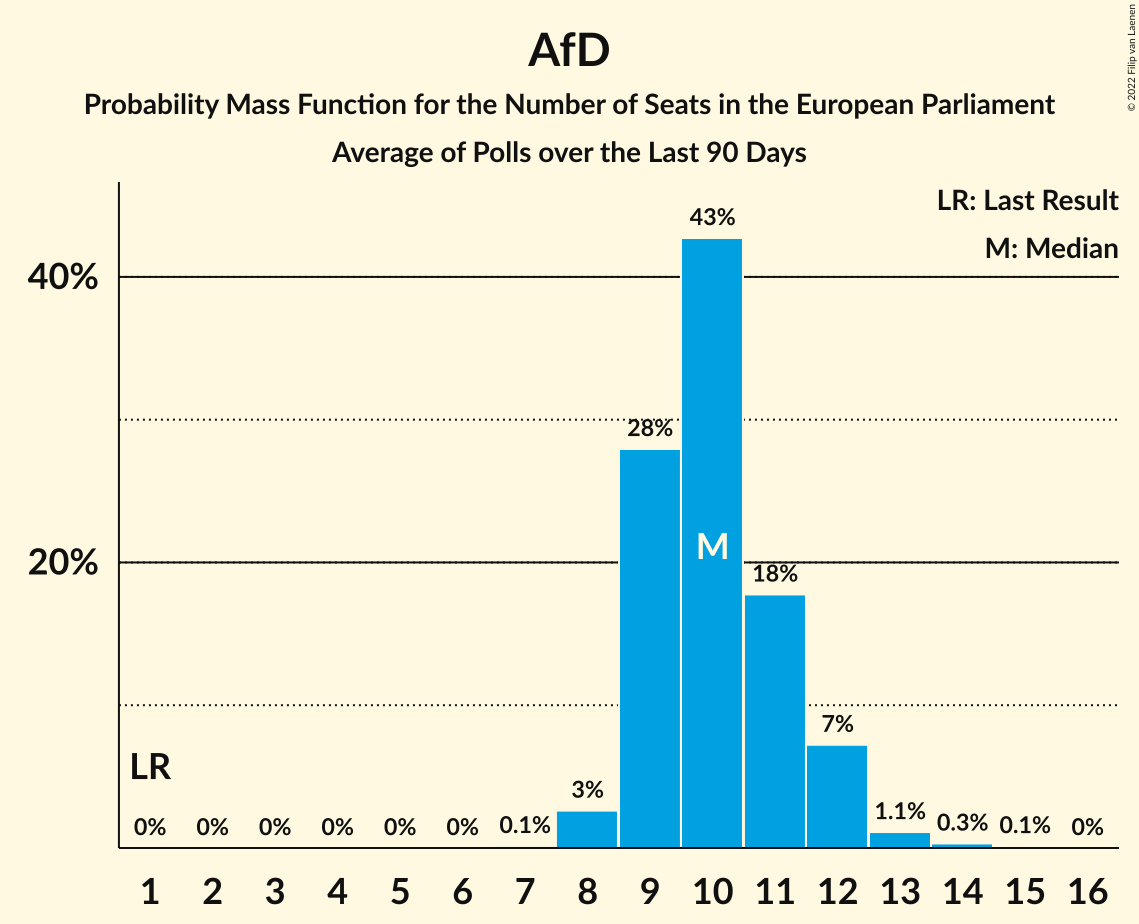 AfD
Probability Mass Function for the Number of Seats in the European Parliament
Average of Polls over the Last 90 Days
© 2022 Filip van Laenen
LR: Last Result
M: Median
43%
40%
28%
M
20%
18%
7%
LR
3%
0% 0% 0% 0% 0% 0% 0.1% 1.1% 0.3% 0.1% 0%
1 2 3 4 5 6 7 8 9 10 11 12 13 14 15 16